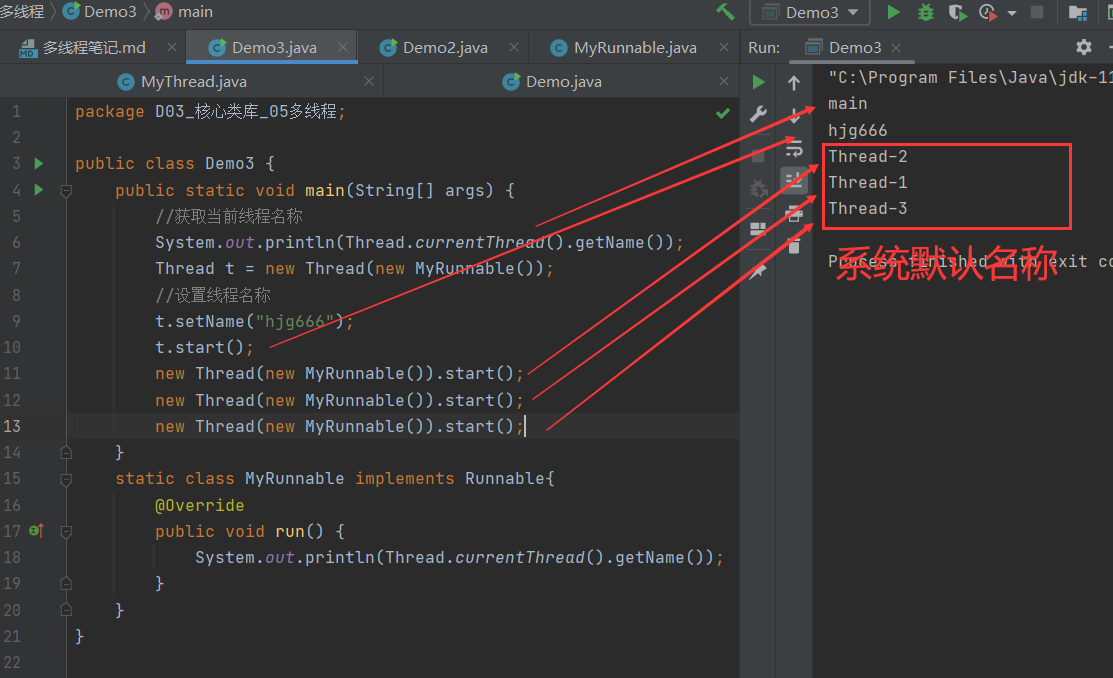 多线程 Demo3 main
Demo3
多线程笔记.md Demo3.java Demo2.java MyRunnable.java
Run: Demo3
MyThread.java Demo.java
1 package D03_核心类库_05多线程;
2
3 public class Demo3 {
4 public static void main(String[] args) {
5 //获取当前线程名称
6 System.out.println(Thread.currentThread().getName());
7 Thread t = new Thread(new MyRunnable());
8 //设置线程名称
9 t.setName("hjg666");
10 t.start();
11 new Thread(new MyRunnable()).start();
12 new Thread(new MyRunnable()).start();
13 new Thread(new MyRunnable()).start();
14 }
15 static class MyRunnable implements Runnable{
16 @Override
17 public void run() {
18 System.out.println(Thread.currentThread().getName());
19 }
20 }
21 }
22
"C:\Program Files\Java\jdk-11
main
hjg666
Thread-2
Thread-1
Thread-3
系统默认名称
Process finished with exit co